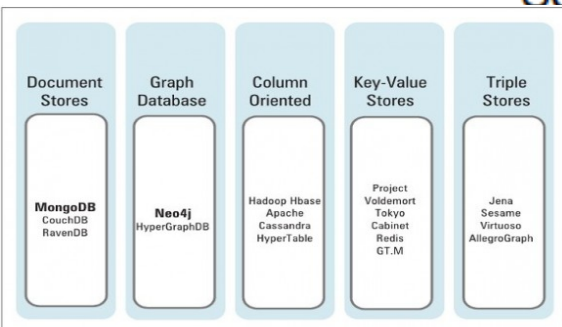 Document
Stores
MongoDB
CouchDB
RavenDB
Graph
Database
Neo4j
HyperGraphDB
Column
Oriented
Hadoop Hbase
Apache
Cassandra
HyperTable
Key-Value
Stores
Project
Voldemort
Tokyo
Cabinet
Redis
GT.M
Triple
Stores
Jena
Sesame
Virtuoso
AllegroGraph